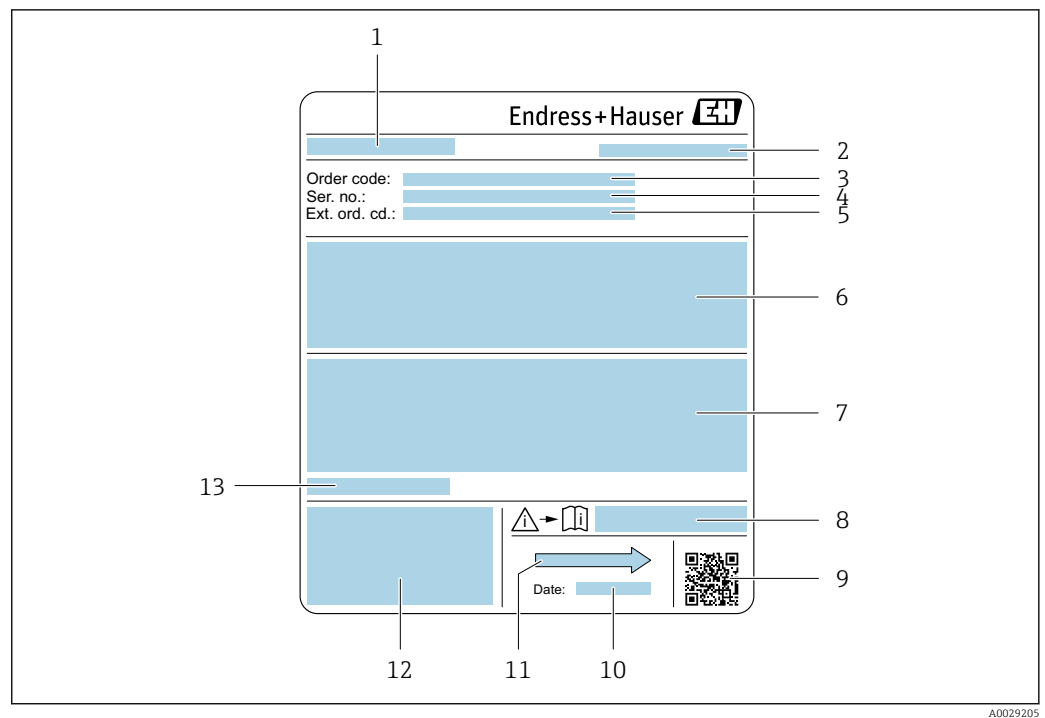 1
Endress+Hauser EH
2
Order code: 3
Ser. no.: 4
Ext. ord. cd.: 5
6
7
13
i i 8
Date:
9
12 11 10
A0029205